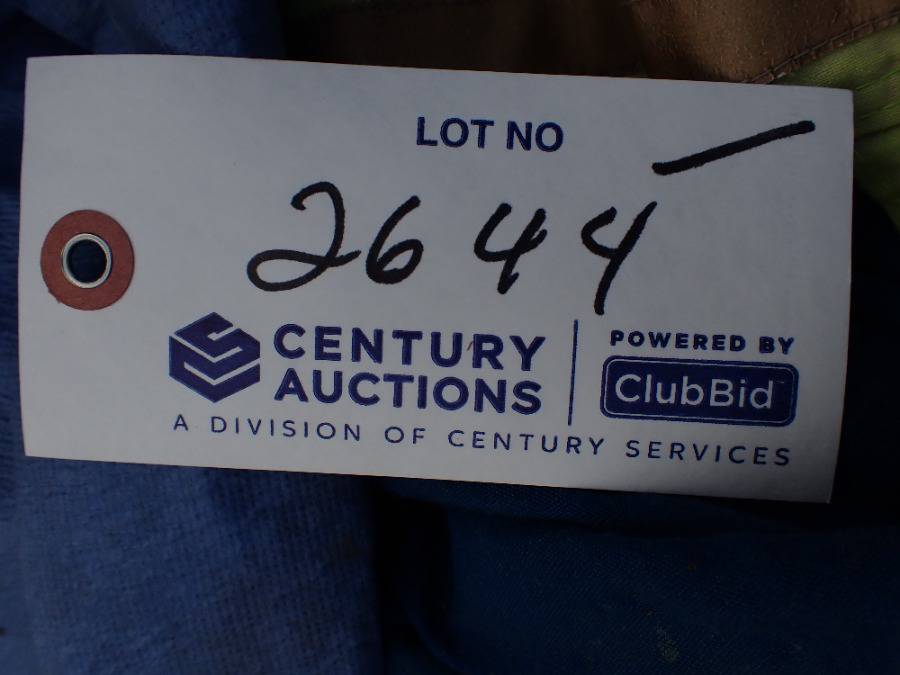 LOT NO
2644
CENTURY
AUCTIONS
A DIVISION OF CENTURY SERVICES
POWERED BY
ClubBid